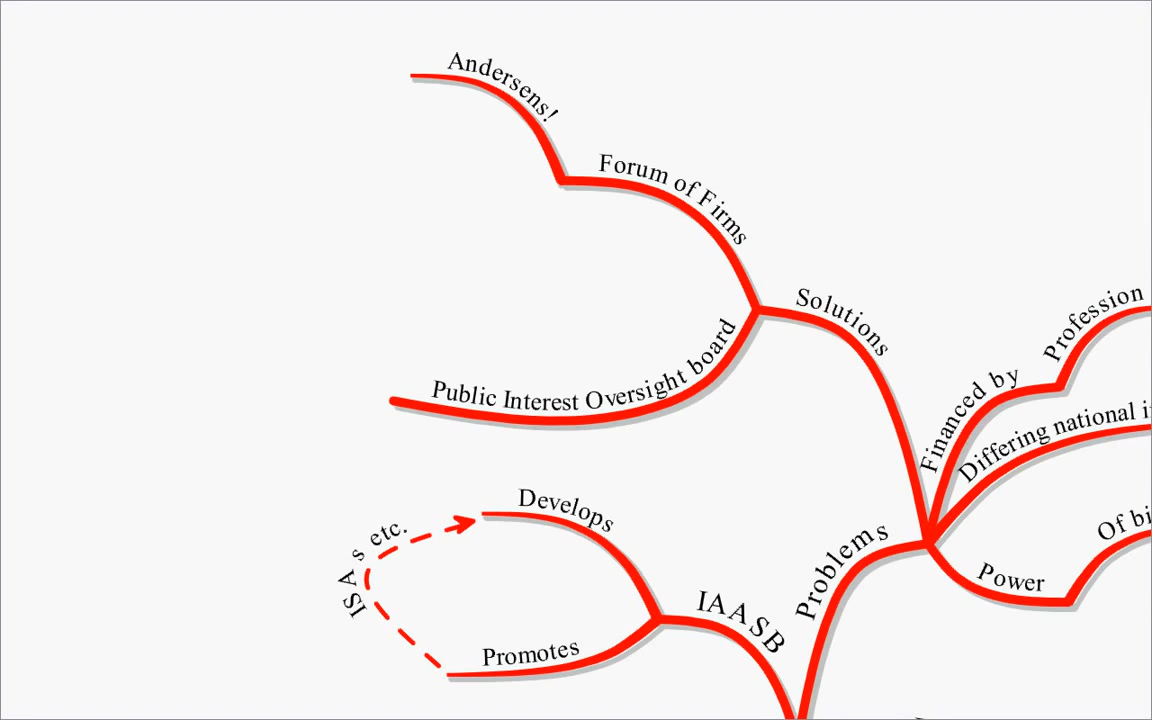 Andersens!
Forum of Firms
Solutions
Public Interest Oversight board
Profession
Financed by
Differing national
Of
Power
Problems
Develops
ISA s etc.
IAASB
Promotes